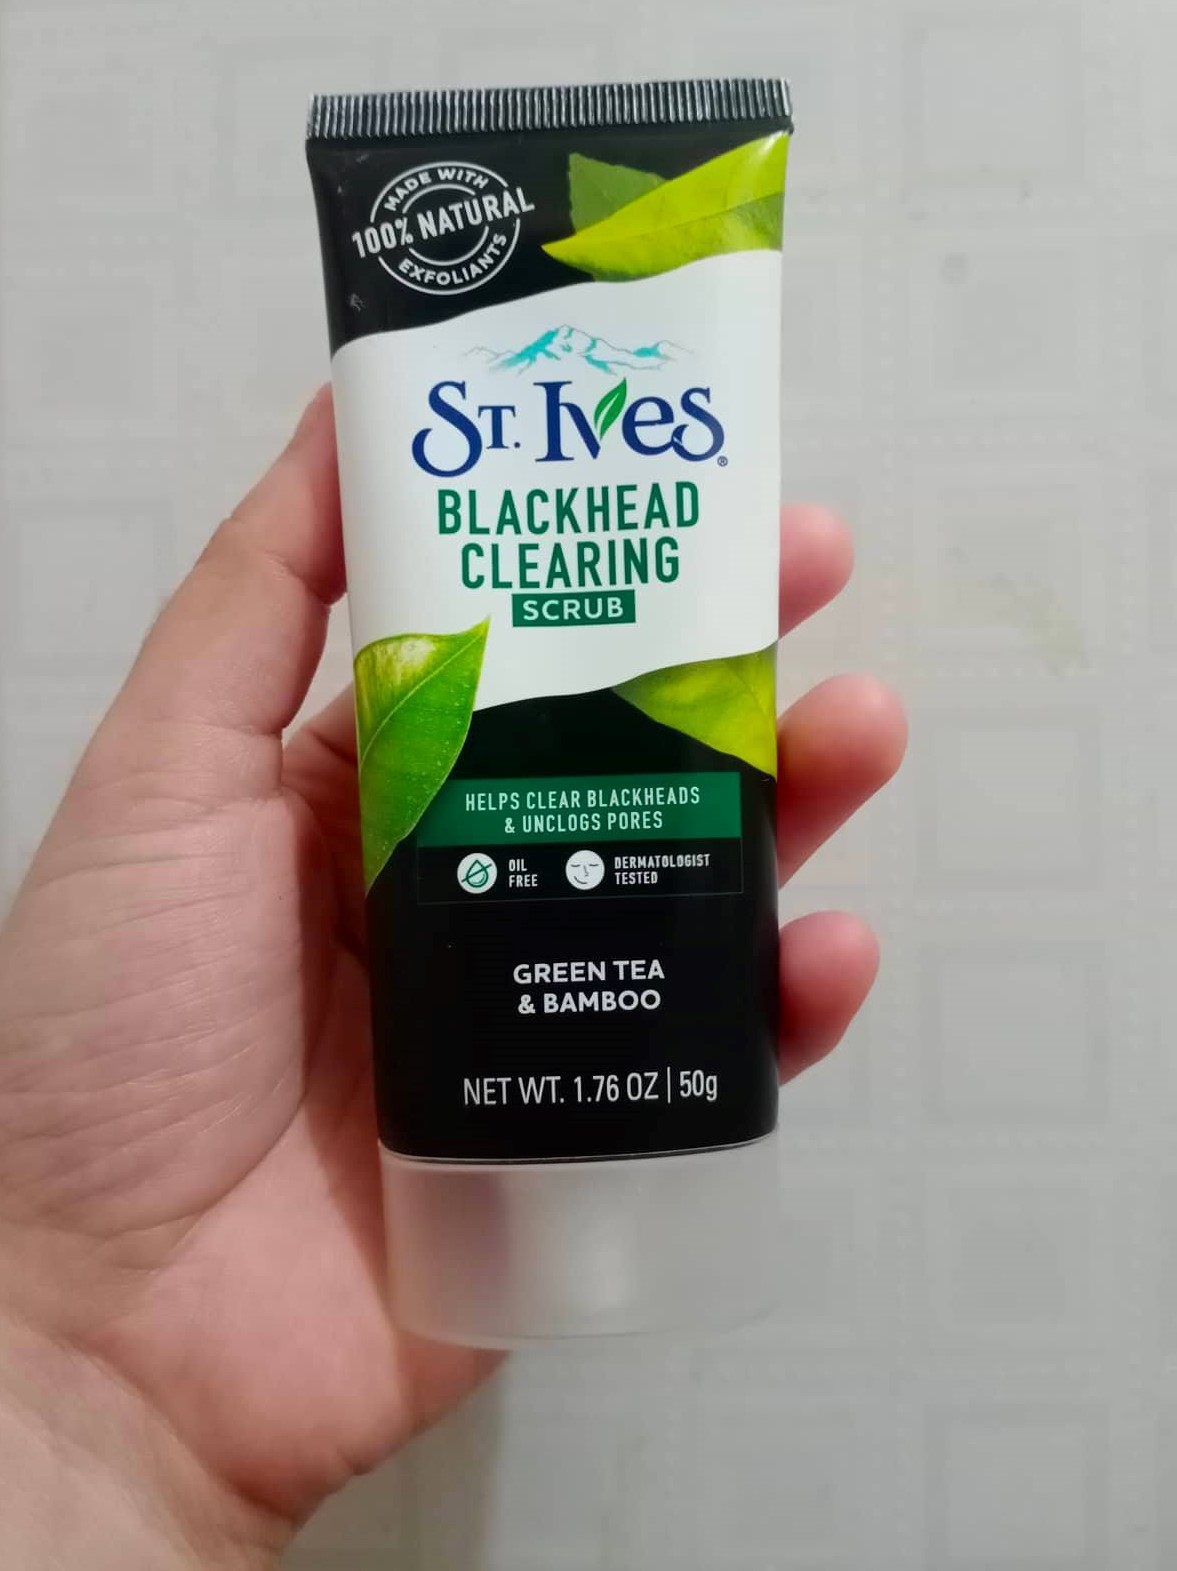 MADE WITH
100% NATURAL
EXFOLIANTS
ST. IVES®
BLACKHEAD
CLEARING
SCRUB
HELPS CLEAR BLACKHEADS
& UNCLOGS PORES
OIL
FREE
DERMATOLOGIST
TESTED
GREEN TEA
& BAMBOO
NET WT. 1.76 OZ | 50g